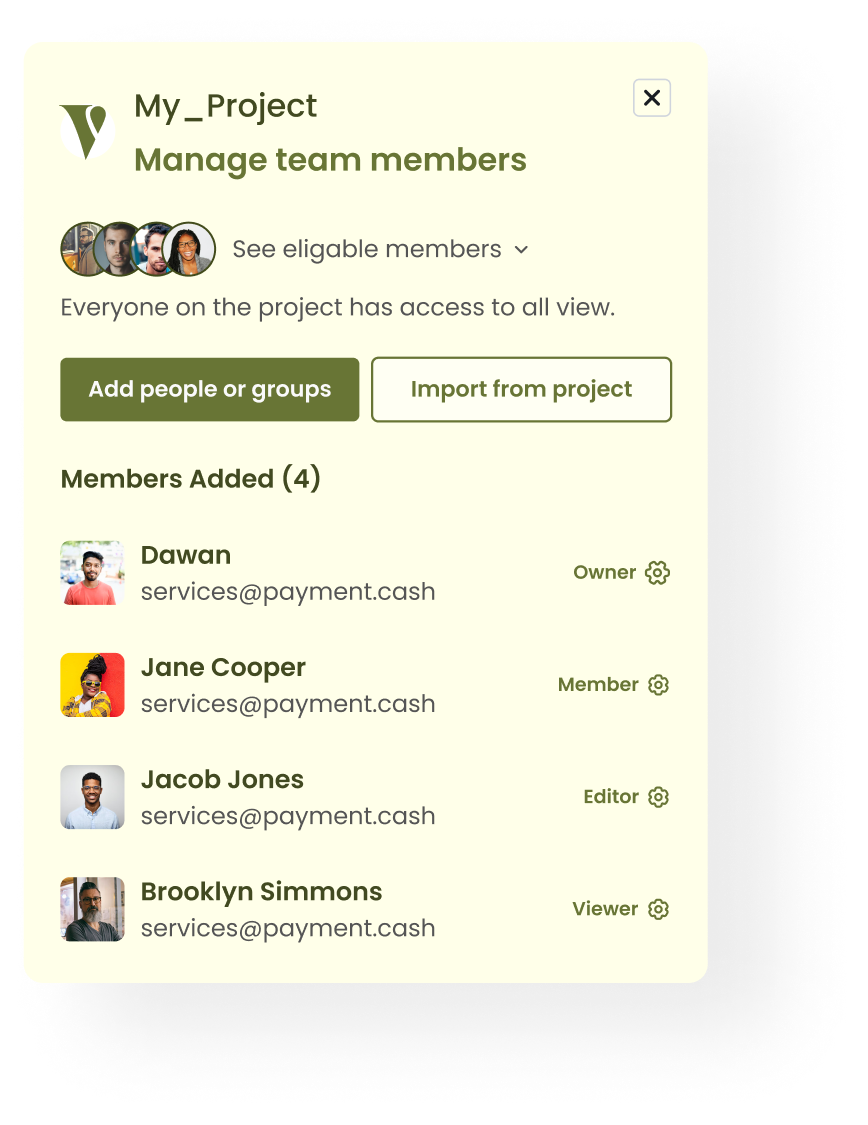 My_Project
Manage team members
See eligable members
Everyone on the project has access to all view.
Add people or groups
Import from project
Members Added (4)
Dawan
services@payment.cash
Owner
Jane Cooper
services@payment.cash
Member
Jacob Jones
services@payment.cash
Editor
Brooklyn Simmons
services@payment.cash
Viewer